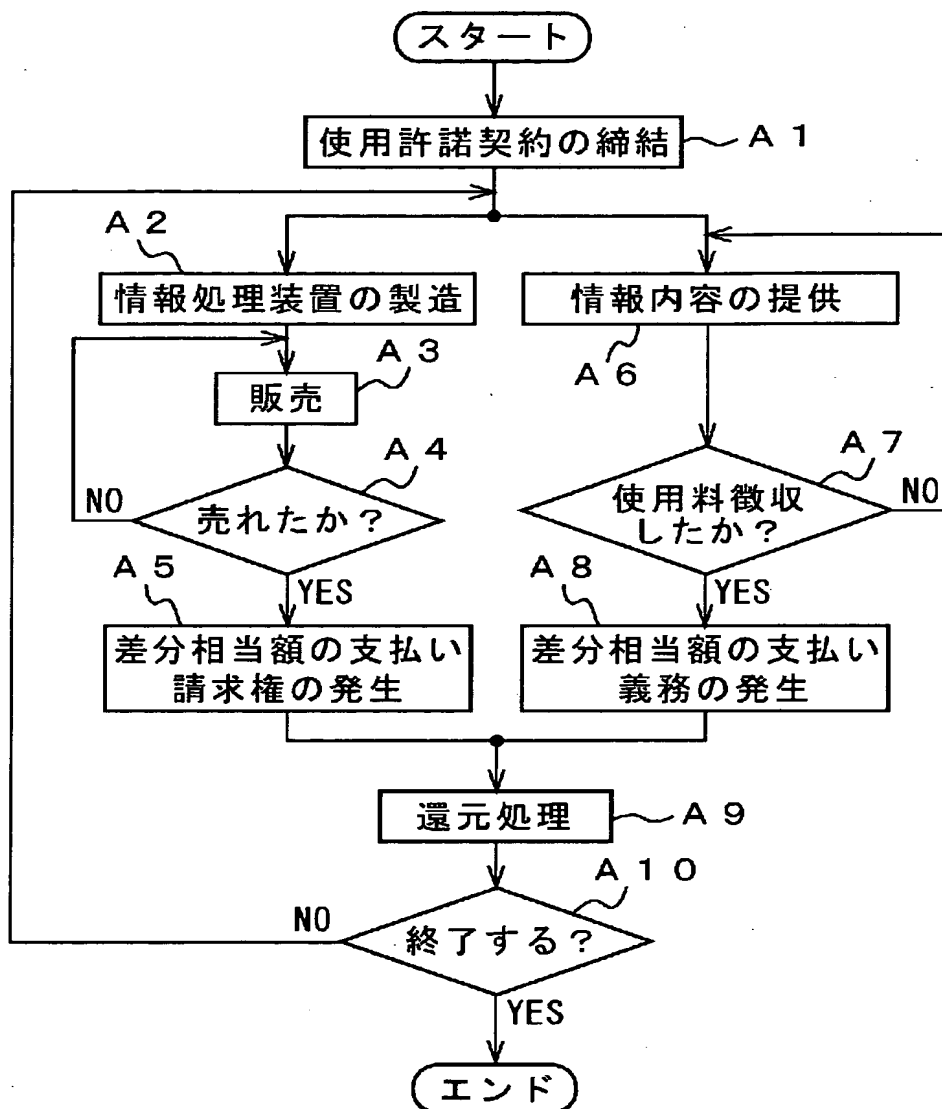 スタート
使用許諾契約の締結
A1
A2
情報処理装置の製造
情報内容の提供
A6
A3
販売
A4
売れたか?
NO
YES
A7
使用料徴収
したか?
NO
YES
A5
差分相当額の支払い
請求権の発生
A8
差分相当額の支払い
義務の発生
還元処理
A9
A10
終了する?
NO
YES
エンド